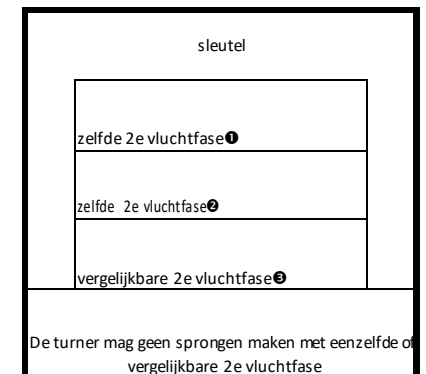 sleutel
zelfde 2e vluchtfase❶
zelfde 2e vluchtfase❷
vergelijkbare 2e vluchtfase❸
De turner mag geen sprongen maken met eenzelfde of
vergelijkbare 2e vluchtfase